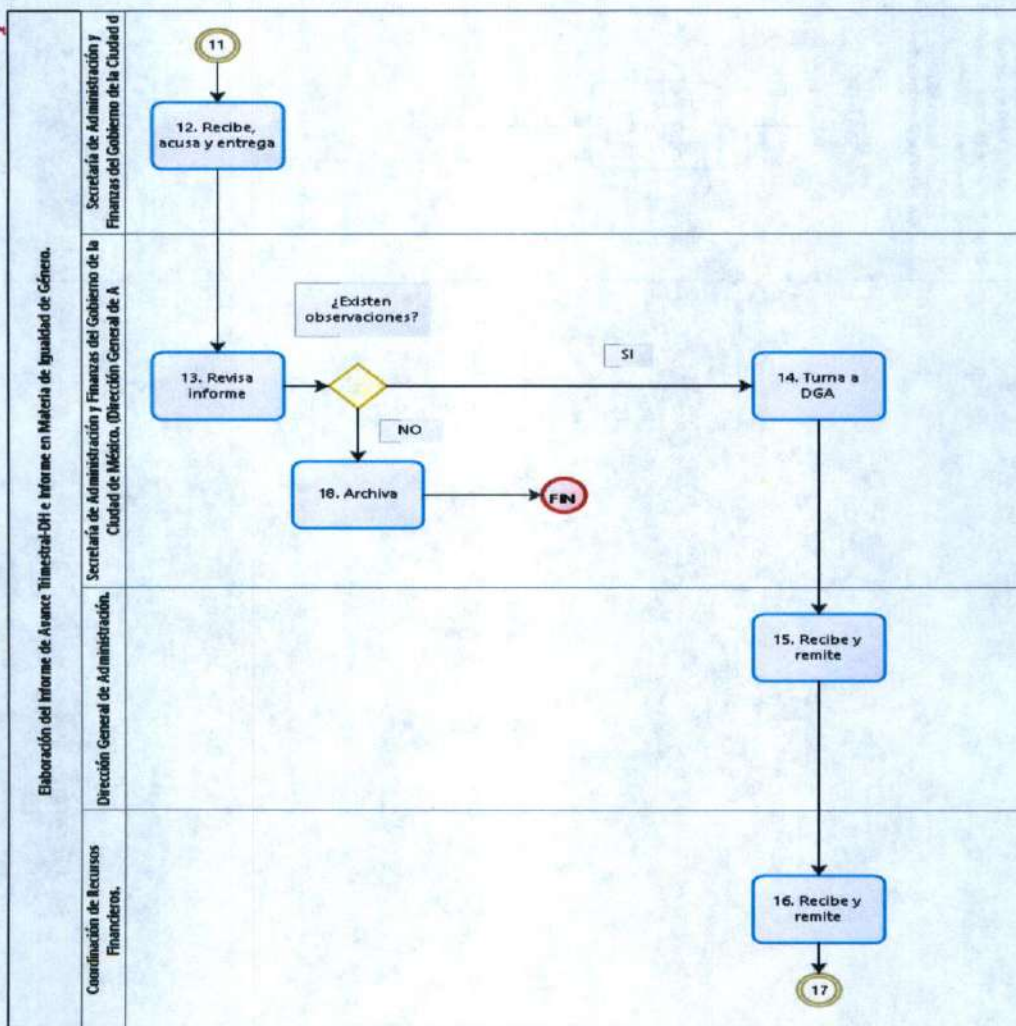 Elaboración del Informe de Avance Trimestral-DH e Informe en Materia de Igualdad de Género.
Secretaría de Administración y
Finanzas del Gobierno de la Ciudad d
11
12. Recibe,
acusa y entrega
Secretaría de Administración y Finanzas del Gobierno de la
Ciudad de México. (Dirección General de A
¿Existen
observaciones?
13. Revisa
informe
SI
14. Turna a
DGA
NO
18. Archiva
FIN
Dirección General de Administración.
15. Recibe y
remite
Coordinación de Recursos
Financieros.
16. Recibe y
remite
17